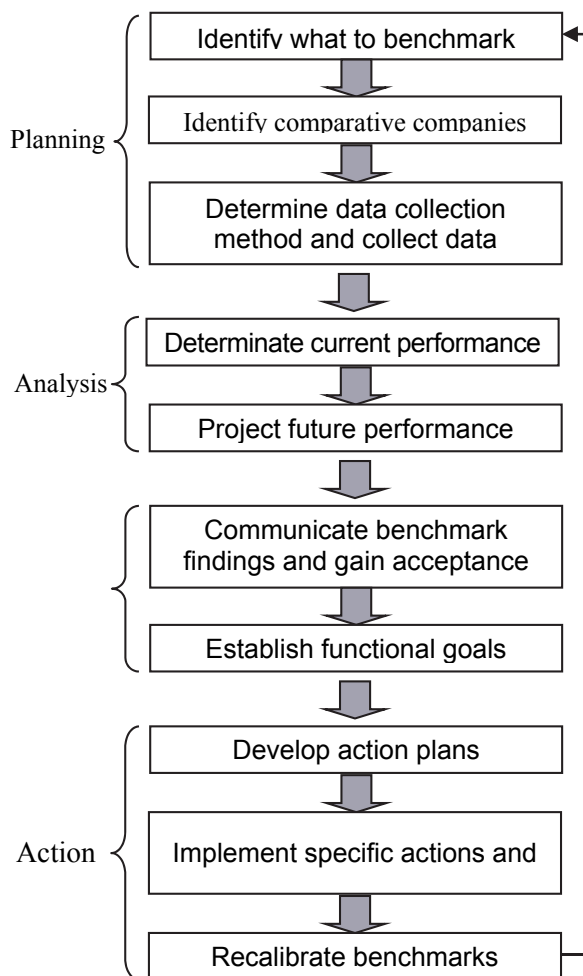 Identify what to benchmark
Identify comparative companies
Planning
Determine data collection
method and collect data
Determinate current performance
Analysis
Project future performance
Communicate benchmark
findings and gain acceptance
Establish functional goals
Develop action plans
Action
Implement specific actions and
Recalibrate benchmarks